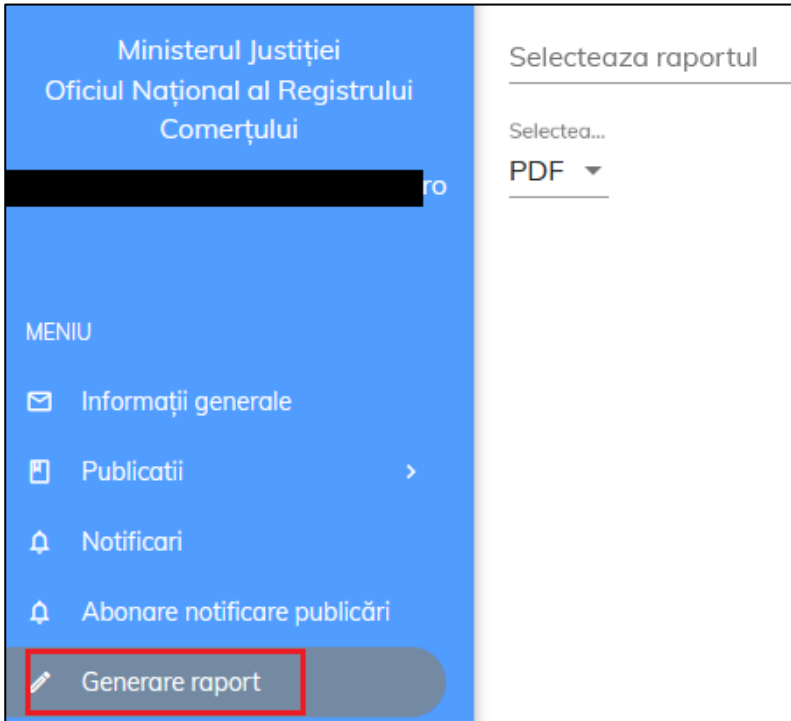 Ministerul Justiției
Oficiul Național al Registrului
Comerțului
ro
MENIU
Informații generale
Publicatii
Notificari
Abonare notificare publicări
Generare raport
Selecteaza raportul
Selectea...
PDF